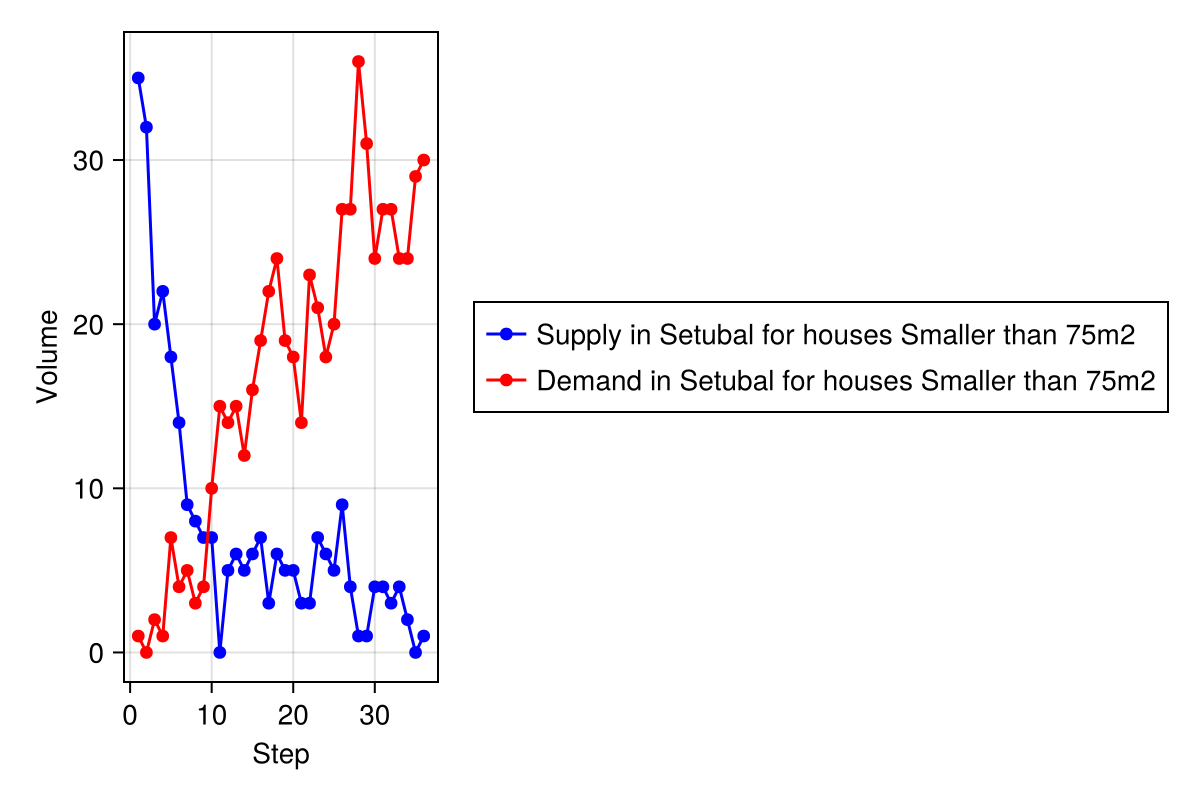 Volume
30
20
10
0
0 10 20 30
Step
Supply in Setubal for houses Smaller than 75m2
Demand in Setubal for houses Smaller than 75m2